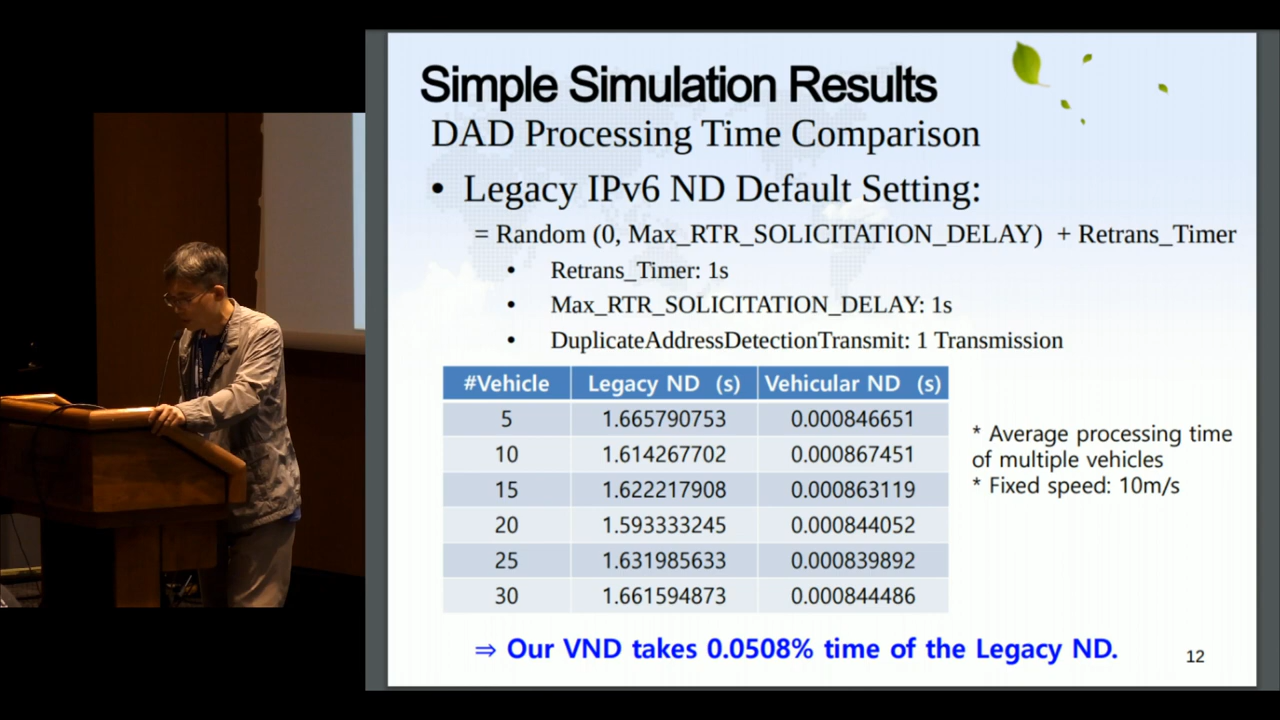 Simple Simulation Results
DAD Processing Time Comparison
• Legacy IPv6 ND Default Setting:
= Random (0, Max_RTR_SOLICITATION_DELAY) + Retrans_Timer
• Retrans_Timer: 1s
• Max_RTR_SOLICITATION_DELAY: 1s
• DuplicateAddressDetectionTransmit: 1 Transmission
#Vehicle Legacy ND (s) Vehicular ND (s)
5 1.665790753 0.000846651
10 1.614267702 0.000867451
15 1.622217908 0.000863119
20 1.593333245 0.000844052
25 1.631985633 0.000839892
30 1.661594873 0.000844486
* Average processing time
of multiple vehicles
* Fixed speed: 10m/s
⇒ Our VND takes 0.0508% time of the Legacy ND.
12